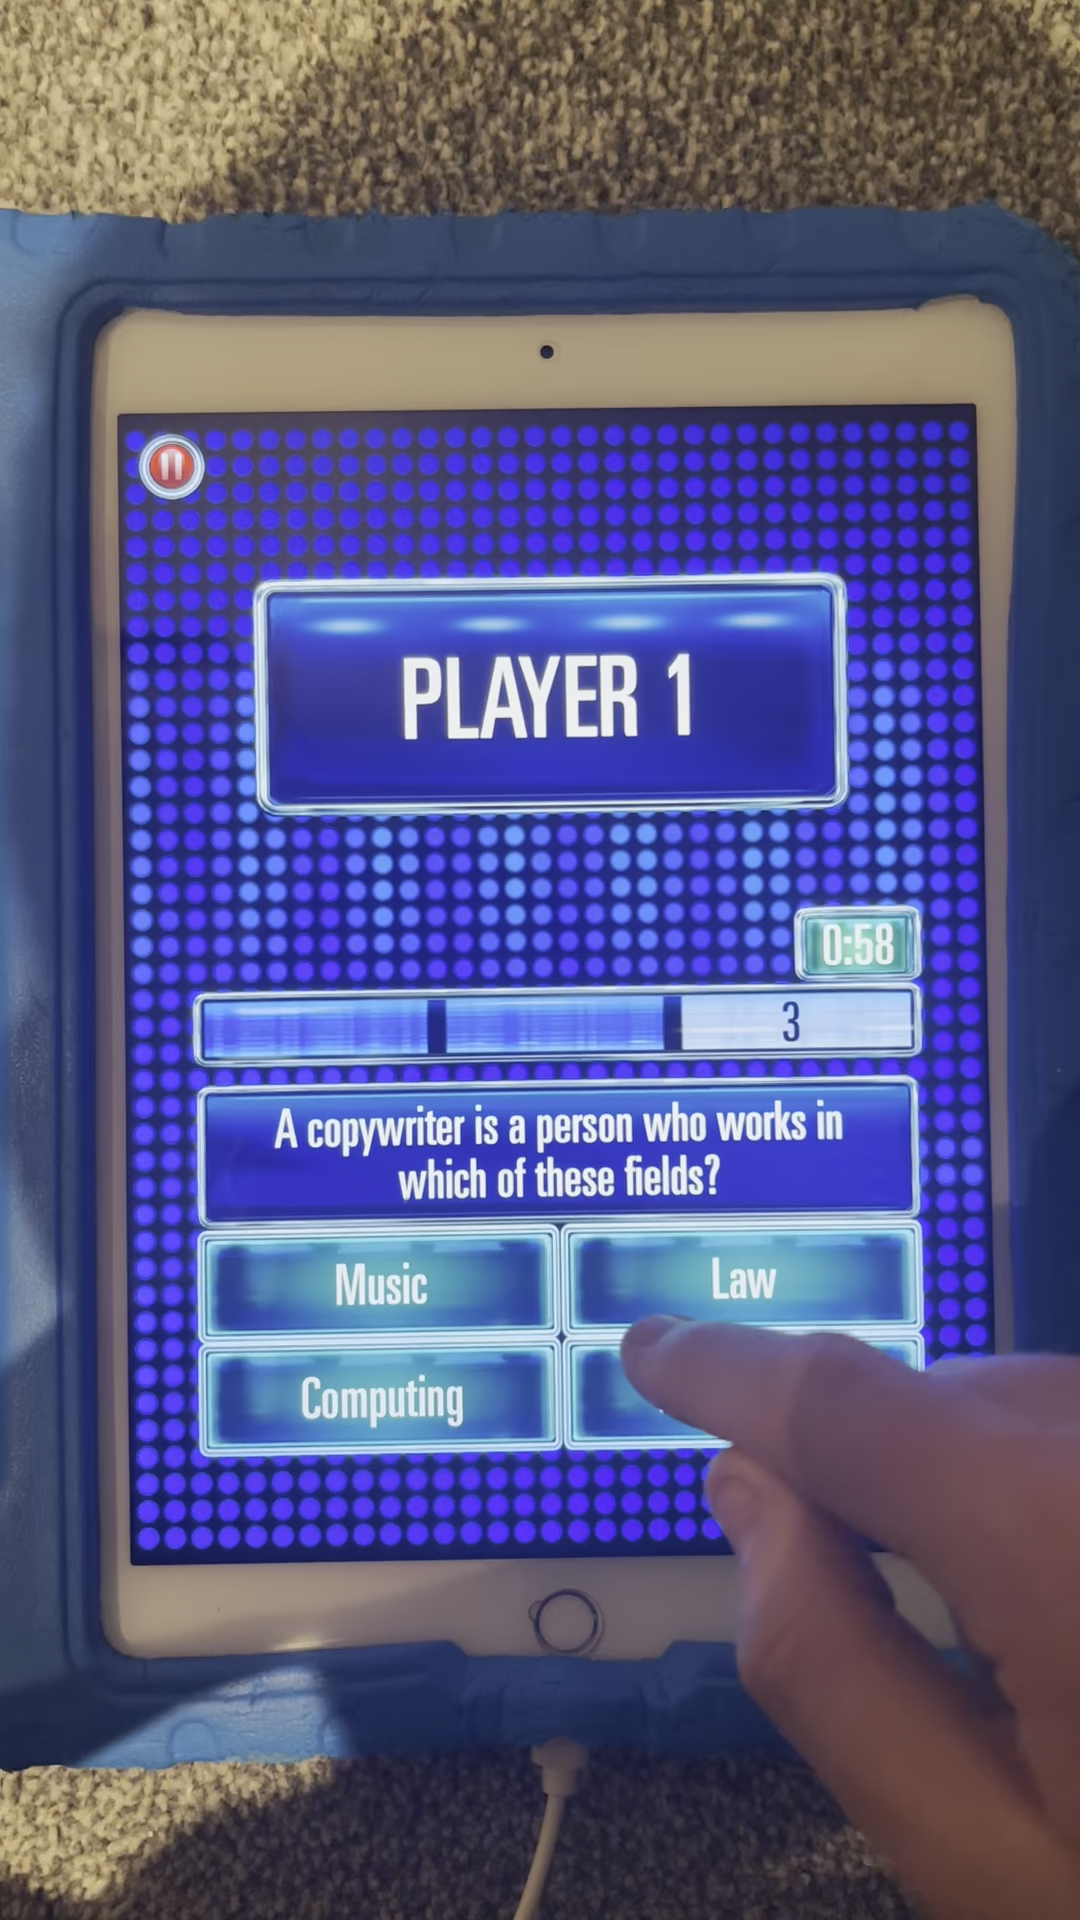 PLAYER 1
0:58
3
A copywriter is a person who works in
which of these fields?
Music
Law
Computing